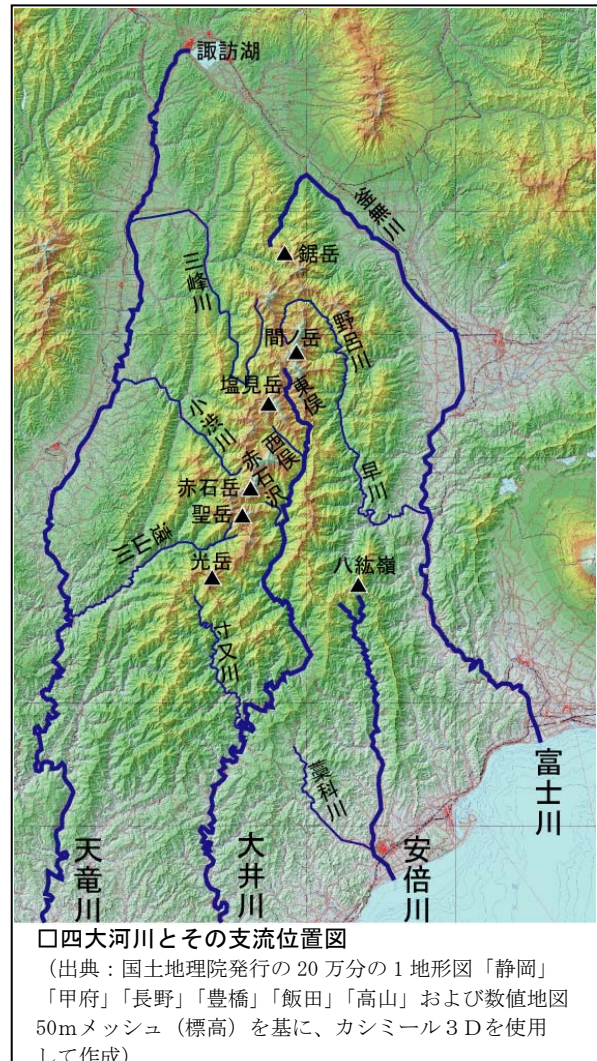 諏訪湖
釜無川
鋸岳
三峰川
野呂川
間ノ岳
東俣
塩見岳
小渋川
西俣
赤石沢
赤石岳
早川
聖岳
遠山川
光岳
八紘嶺
寸又川
藁科川
富士川
天竜川
大井川
安倍川
□四大河川とその支流位置図
（出典：国土地理院発行の 20 万分の 1 地形図「静岡」
「甲府」「長野」「豊橋」「飯田」「高山」および数値地図
50mメッシュ（標高）を基に、カシミール３Ｄを使用
して作成）